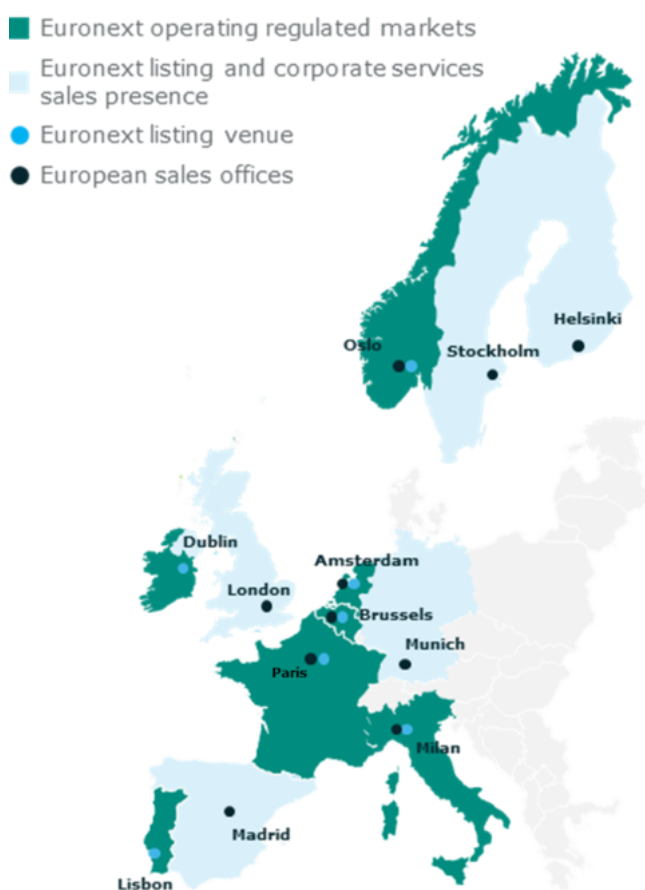 Euronext operating regulated markets
Euronext listing and corporate services
sales presence
Euronext listing venue
European sales offices
Helsinki
Oslo
Stockholm
Dublin
Amsterdam
London
Brussels
Munich
Paris
Milan
Madrid
Lisbon